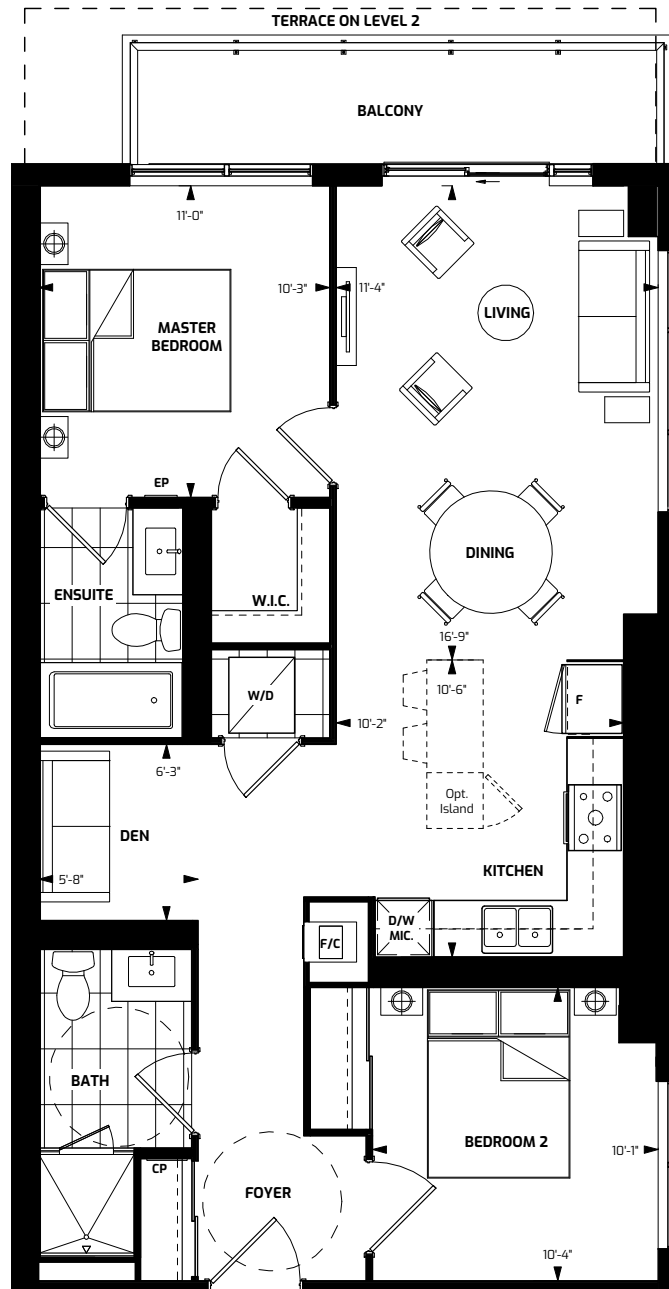 TERRACE ON LEVEL 2
BALCONY
11'-0"
10'-3"
11'-4"
LIVING
MASTER
BEDROOM
EP
DINING
ENSUITE
W.I.C.
16'-9"
10'-6"
W/D
F
10'-2"
6'-3"
Opt.
Island
DEN
KITCHEN
5'-8"
D/W
MIC.
F/C
BATH
BEDROOM 2
10'-1"
CP
FOYER
10'-4"